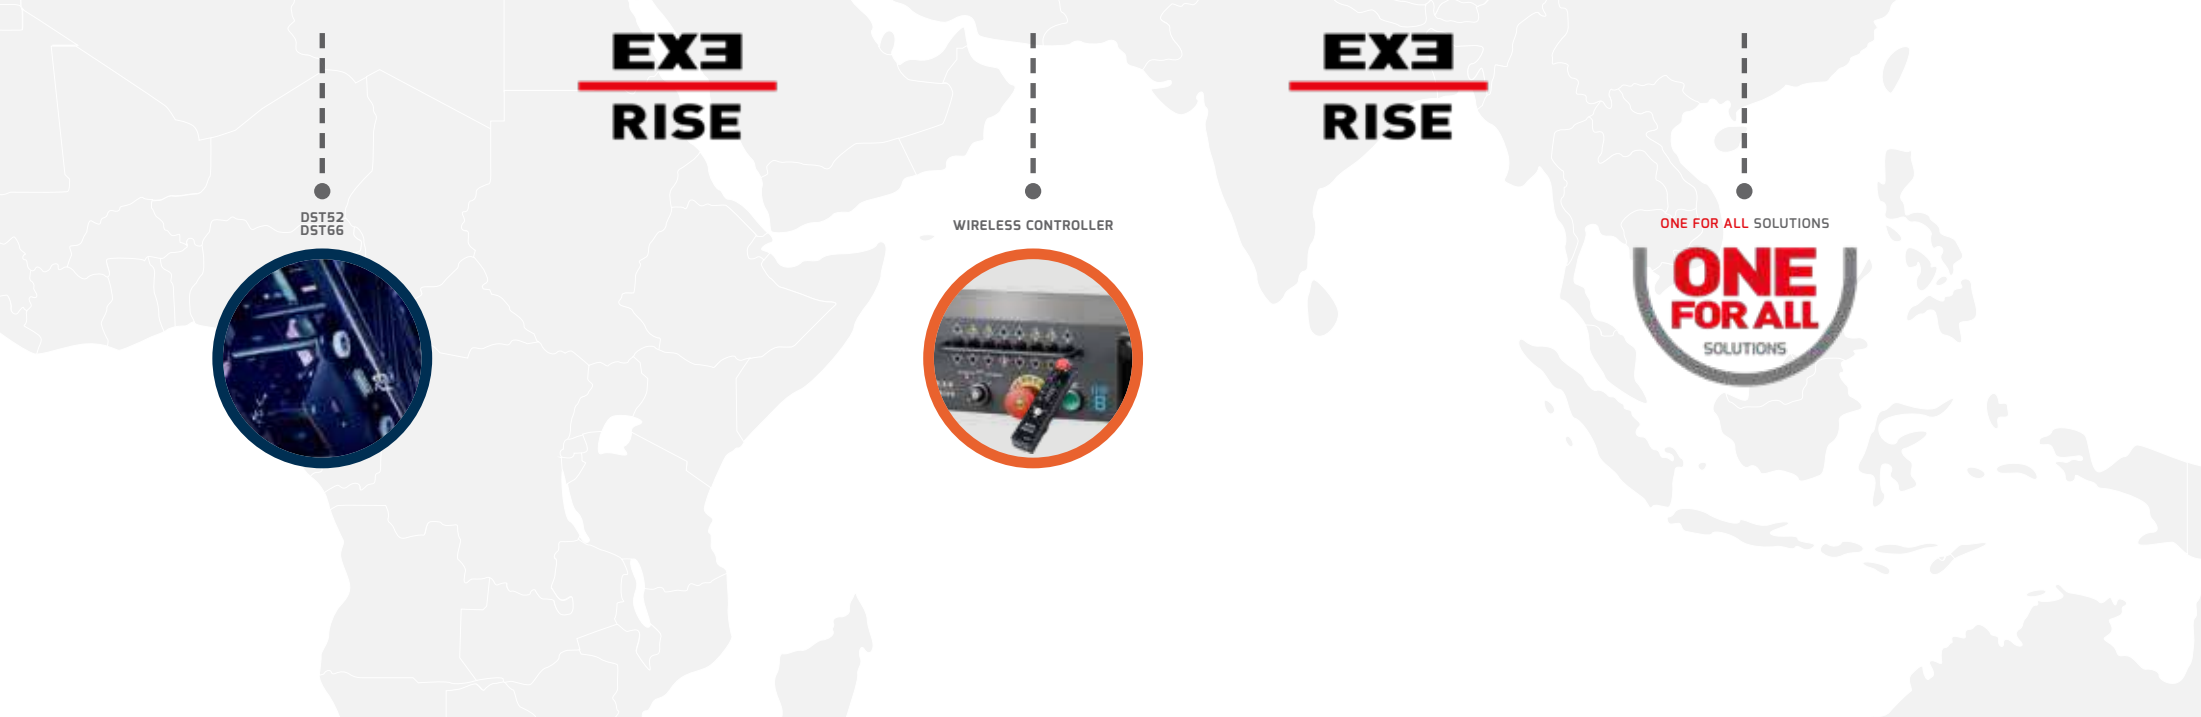 EXE
RISE
EXE
RISE
DST52
DST66
WIRELESS CONTROLLER
ONE FOR ALL SOLUTIONS
ONE
FOR ALL
SOLUTIONS